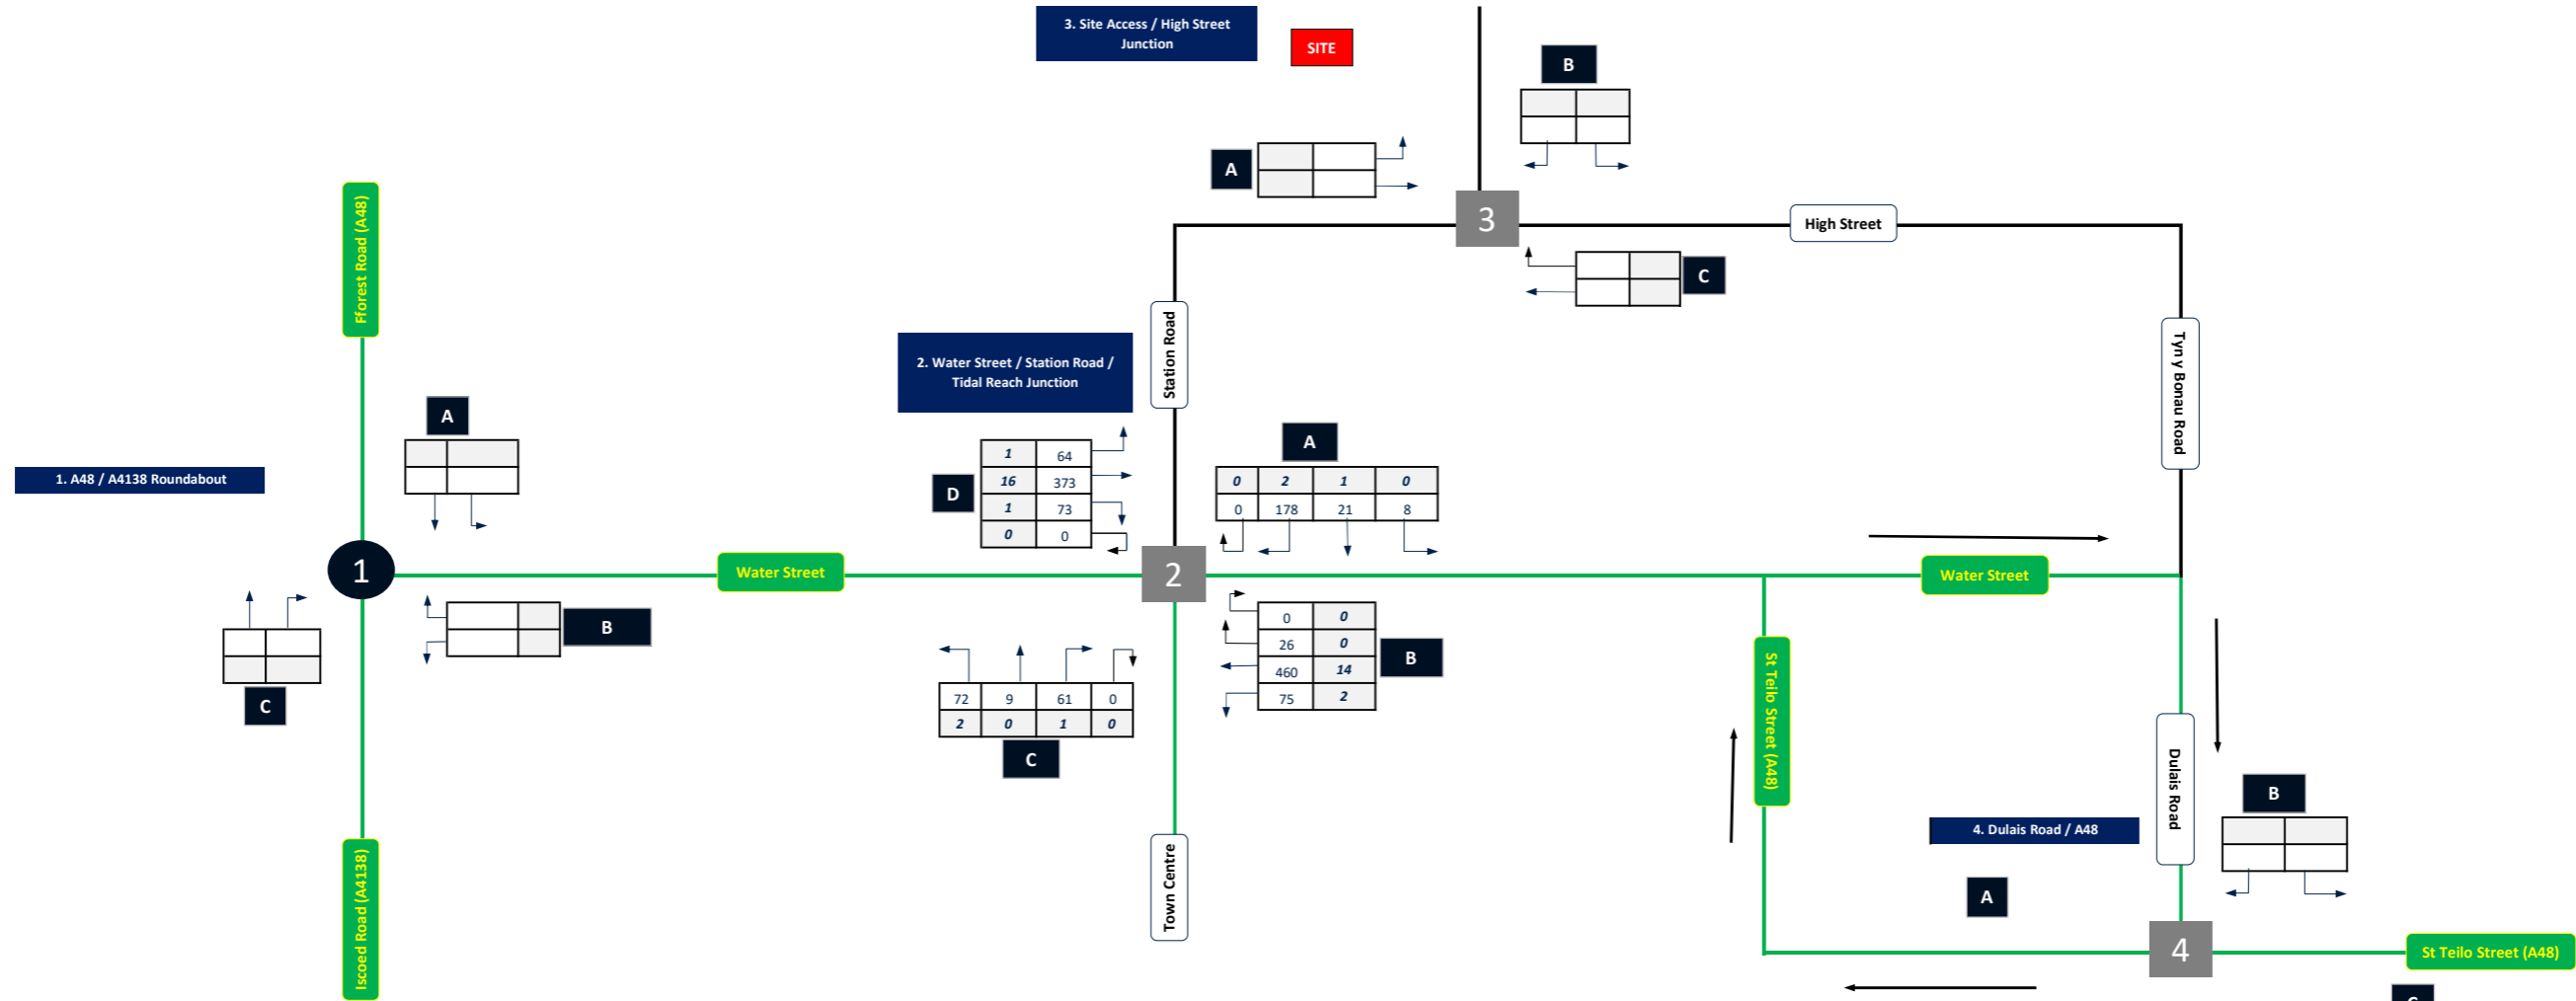 3. Site Access / High Street
Junction
SITE
B
A
3
High Street
C
Fforest Road (A48)
Station Road
Tyn y Bonau Road
2. Water Street / Station Road /
Tidal Reach Junction
A
1. A48 / A4138 Roundabout
D
1 64
16 373
1 73
0 0
A
0 2 1 0
0 178 21 8
1
Water Street
2
Water Street
B
C
0 0
26 0
460 14
75 2
B
72 9 61 0
2 0 1 0
C
St Teilo Street (A48)
Dulais Road
B
4. Dulais Road / A48
A
Iscoed Road (A4138)
Town Centre
4
St Teilo Street (A48)